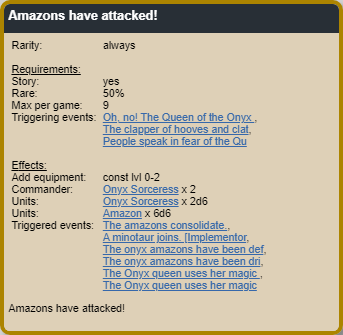 Amazons have attacked!
Rarity: always
Requirements:
Story: yes
Rare: 50%
Max per game: 9
Triggering events: Oh, no! The Queen of the Onyx ,
The clapper of hooves and clat,
People speak in fear of the Qu
Effects:
Add equipment: const lvl 0-2
Commander: Onyx Sorceress x 2
Units: Onyx Sorceress x 2d6
Units: Amazon x 6d6
Triggered events: The amazons consolidate.,
A minotaur joins. [Implementor,
The onyx amazons have been def,
The onyx amazons have been dri,
The Onyx queen uses her magic ,
The Onyx queen uses her magic
Amazons have attacked!